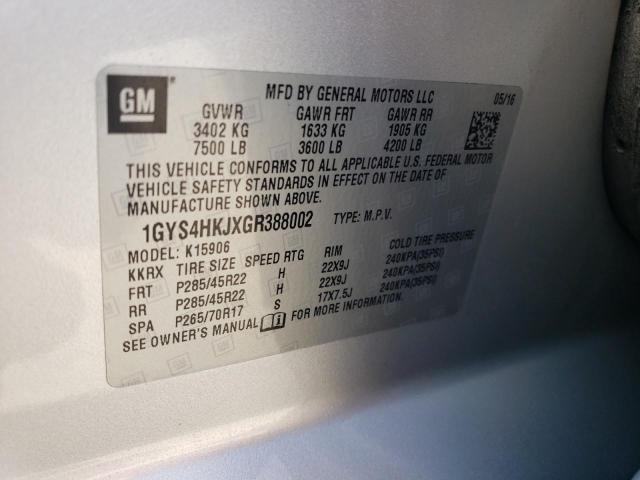 GM
MFD BY GENERAL MOTORS LLC 05/16
GVWR GAWR FRT GAWR RR
3402 KG 1633 KG 1905 KG
7500 LB 3600 LB 4200 LB
THIS VEHICLE CONFORMS TO ALL APPLICABLE U.S. FEDERAL MOTOR
VEHICLE SAFETY STANDARDS IN EFFECT ON THE DATE OF
MANUFACTURE SHOWN ABOVE.
1GYS4HKJXGR388002 TYPE: M.P.V.
MODEL: K15906
KKRX TIRE SIZE SPEED RTG RIM COLD TIRE PRESSURE
FRT P285/45R22 H 22X9J 240KPA(35PSI)
RR P285/45R22 H 22X9J 240KPA(35PSI)
SPA P265/70R17 S 17X7.5J 240KPA(35PSI)
SEE OWNER'S MANUAL FOR MORE INFORMATION.